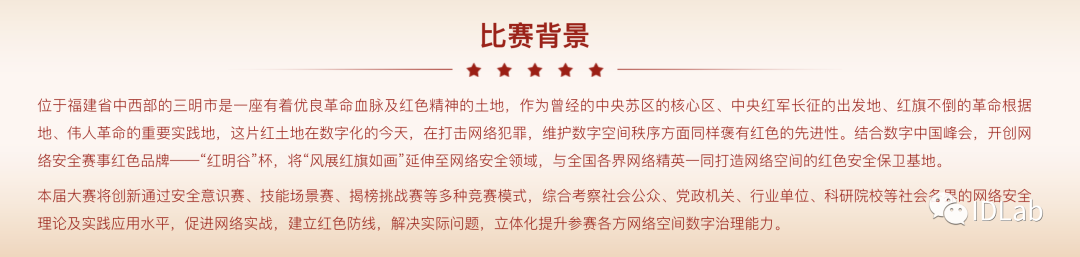 比赛背景
位于福建省中西部的三明市是一座有着优良革命血脉及红色精神的土地，作为曾经的中央苏区的核心区、中央红军长征的出发地、红旗不倒的革命根据
地、伟人革命的重要实践地，这片红土地在数字化的今天，在打击网络犯罪，维护数字空间秩序方面同样褒有红色的先进性。结合数字中国峰会，开创网
络安全赛事红色品牌——“红明谷”杯，将“风展红旗如画”延伸至网络安全领域，与全国各界网络精英一同打造网络空间的红色安全保卫基地。
本届大赛将创新通过安全意识赛、技能场景赛、揭榜挑战赛等多种竞赛模式，综合考察社会公众、党政机关、行业单位、科研院校等社会各界的网络安全
理论及实践应用水平，促进网络实战，建立红色防线，解决实际问题，立体化提升参赛各方网络空间数字治理能力。
IDLab